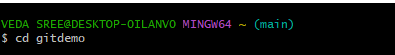 VEDA SREE@DESKTOP-OILANVO MINGW64 ~ (main)
$ cd gitdemo